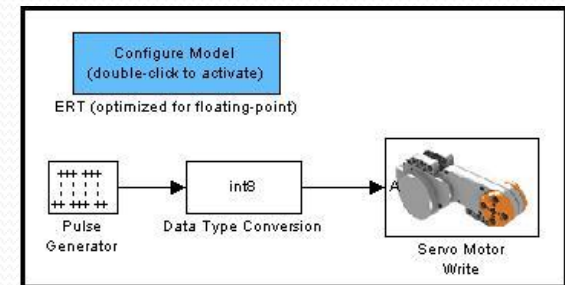 Configure Model
(double-click to activate)
ERT (optimized for floating-point)
int8
A
Pulse
Generator
Data Type Conversion
Servo Motor
Write